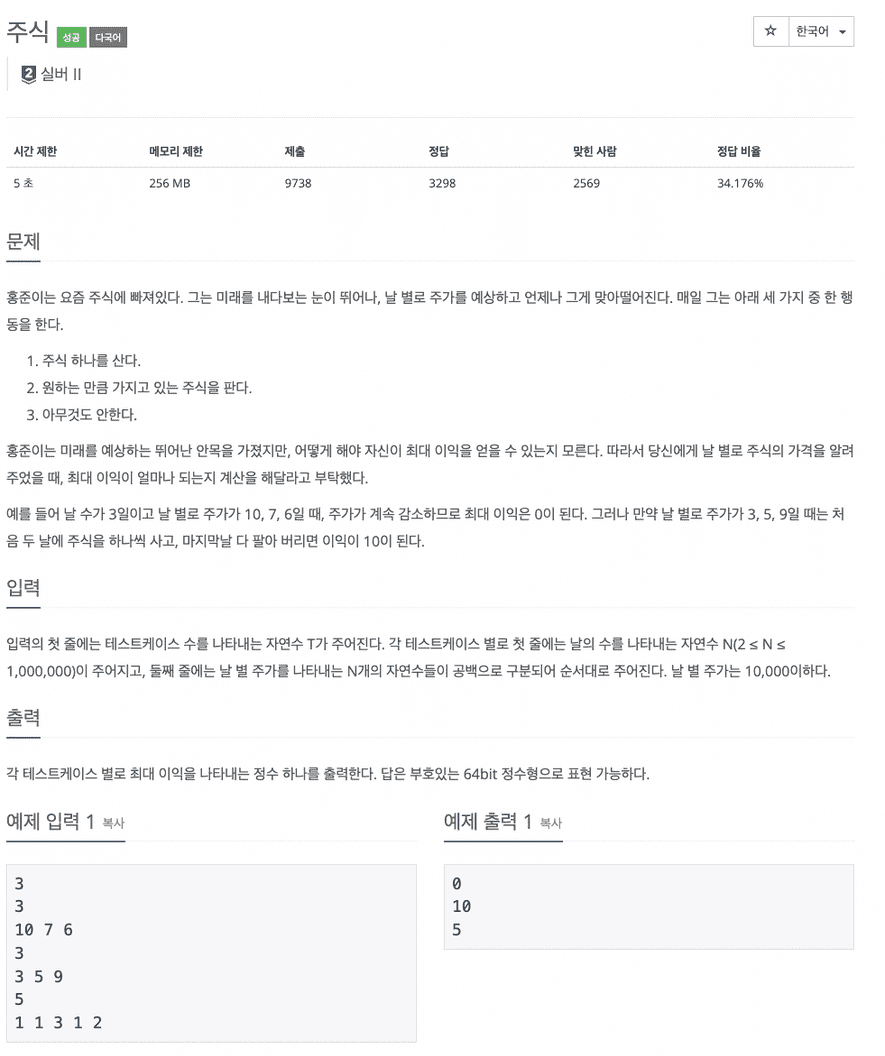 주식 성공 다국어
☆ 한국어
2 실버 II
시간 제한 메모리 제한 제출 정답 맞힌 사람 정답 비율
5 초 256 MB 9738 3298 2569 34.176%
문제
홍준이는 요즘 주식에 빠져있다. 그는 미래를 내다보는 눈이 뛰어나, 날 별로 주가를 예상하고 언제나 그게 맞아떨어진다. 매일 그는 아래 세 가지 중 한 행
동을 한다.
1. 주식 하나를 산다.
2. 원하는 만큼 가지고 있는 주식을 판다.
3. 아무것도 안한다.
홍준이는 미래를 예상하는 뛰어난 안목을 가졌지만, 어떻게 해야 자신이 최대 이익을 얻을 수 있는지 모른다. 따라서 당신에게 날 별로 주식의 가격을 알려
주었을 때, 최대 이익이 얼마나 되는지 계산을 해달라고 부탁했다.
예를 들어 날 수가 3일이고 날 별로 주가가 10, 7, 6일 때, 주가가 계속 감소하므로 최대 이익은 0이 된다. 그러나 만약 날 별로 주가가 3, 5, 9일 때는 처
음 두 날에 주식을 하나씩 사고, 마지막날 다 팔아 버리면 이익이 10이 된다.
입력
입력의 첫 줄에는 테스트케이스 수를 나타내는 자연수 T가 주어진다. 각 테스트케이스 별로 첫 줄에는 날의 수를 나타내는 자연수 N(2 ≤ N ≤
1,000,000)이 주어지고, 둘째 줄에는 날 별 주가를 나타내는 N개의 자연수들이 공백으로 구분되어 순서대로 주어진다. 날 별 주가는 10,000이하다.
출력
각 테스트케이스 별로 최대 이익을 나타내는 정수 하나를 출력한다. 답은 부호있는 64bit 정수형으로 표현 가능하다.
예제 입력 1 복사
3
3
10 7 6
3
3 5 9
5
1 1 3 1 2
예제 출력 1 복사
0
10
5